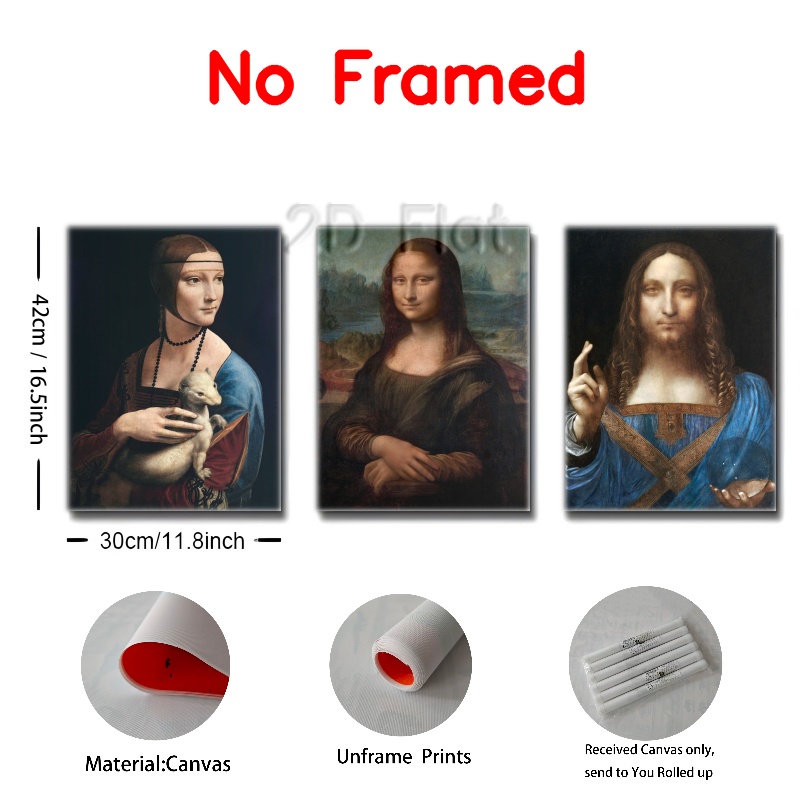 No Framed
2D Flat
42cm / 16.5inch
30cm/11.8inch
Material:Canvas
Unframe Prints
Received Canvas only,
send to You Rolled up